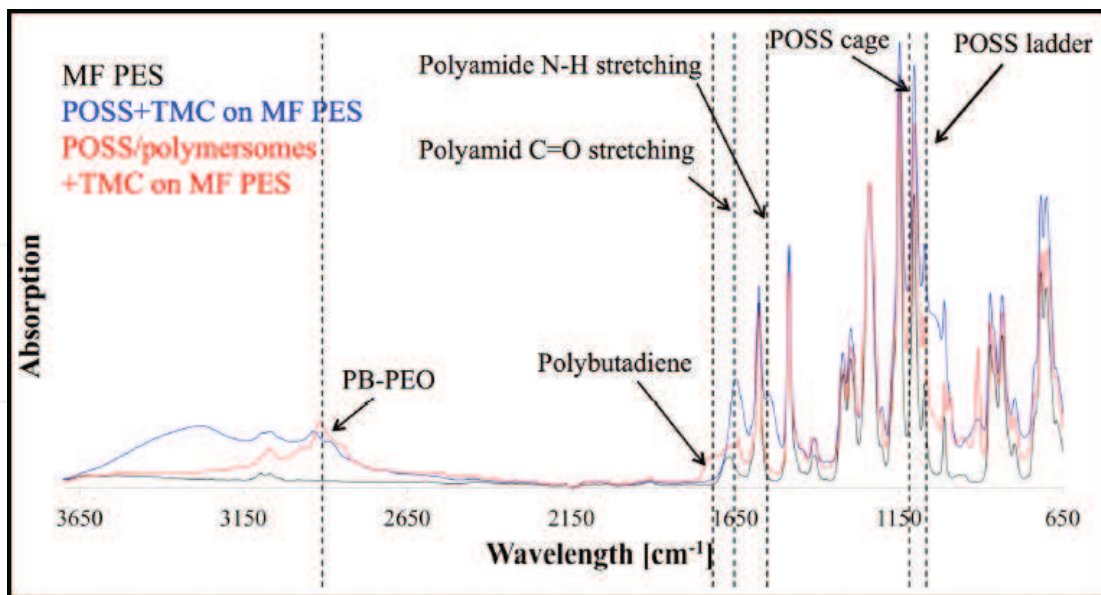 MF PES
POSS+TMC on MF PES
POSS/polymersomes
+TMC on MF PES
Polyamide N-H stretching
Polyamid C=O stretching
POSS cage
POSS ladder
PB-PEO
Polybutadiene
Absorption
3650 3150 2650 2150 1650 1150 650
Wavelength [cm⁻¹]